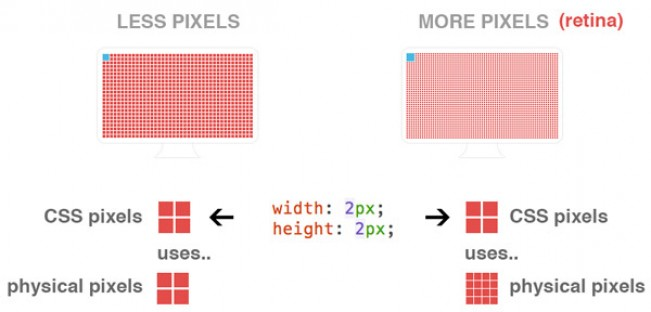 LESS PIXELS
MORE PIXELS (retina)
CSS pixels
width: 2px;
height: 2px;
CSS pixels
uses..
uses..
physical pixels
physical pixels